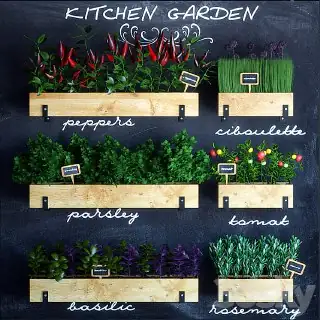 KITCHEN GARDEN
peppers
ciboulette
parsley
tomat
basilic
rosemary